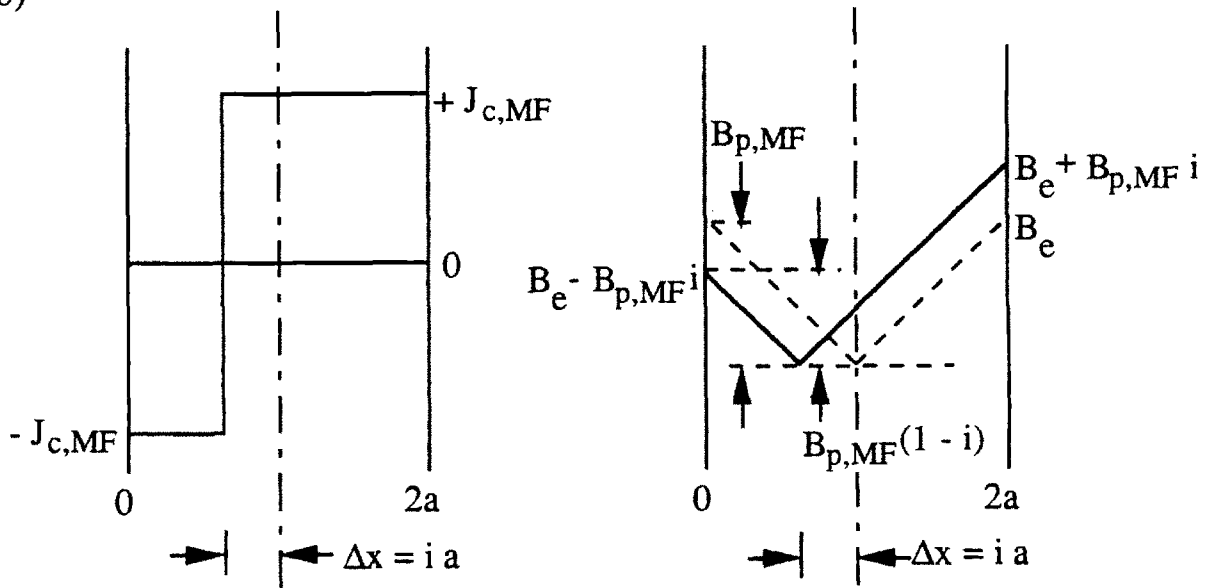 + J_c,MF
0
- J_c,MF
0
2a
Δx = i a
B_p,MF
B_e + B_p,MF i
B_e
B_e - B_p,MF i
B_p,MF(1 - i)
0
2a
Δx = i a